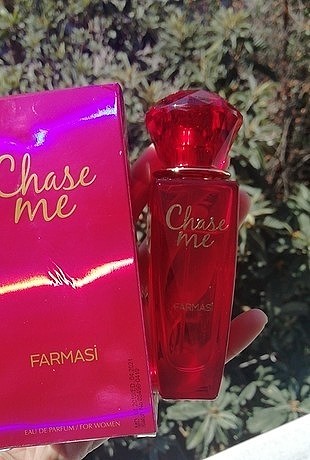 Chase
me
FARMASİ
EAU DE PARFUM / FOR WOMEN
Chase
me
FARMASİ